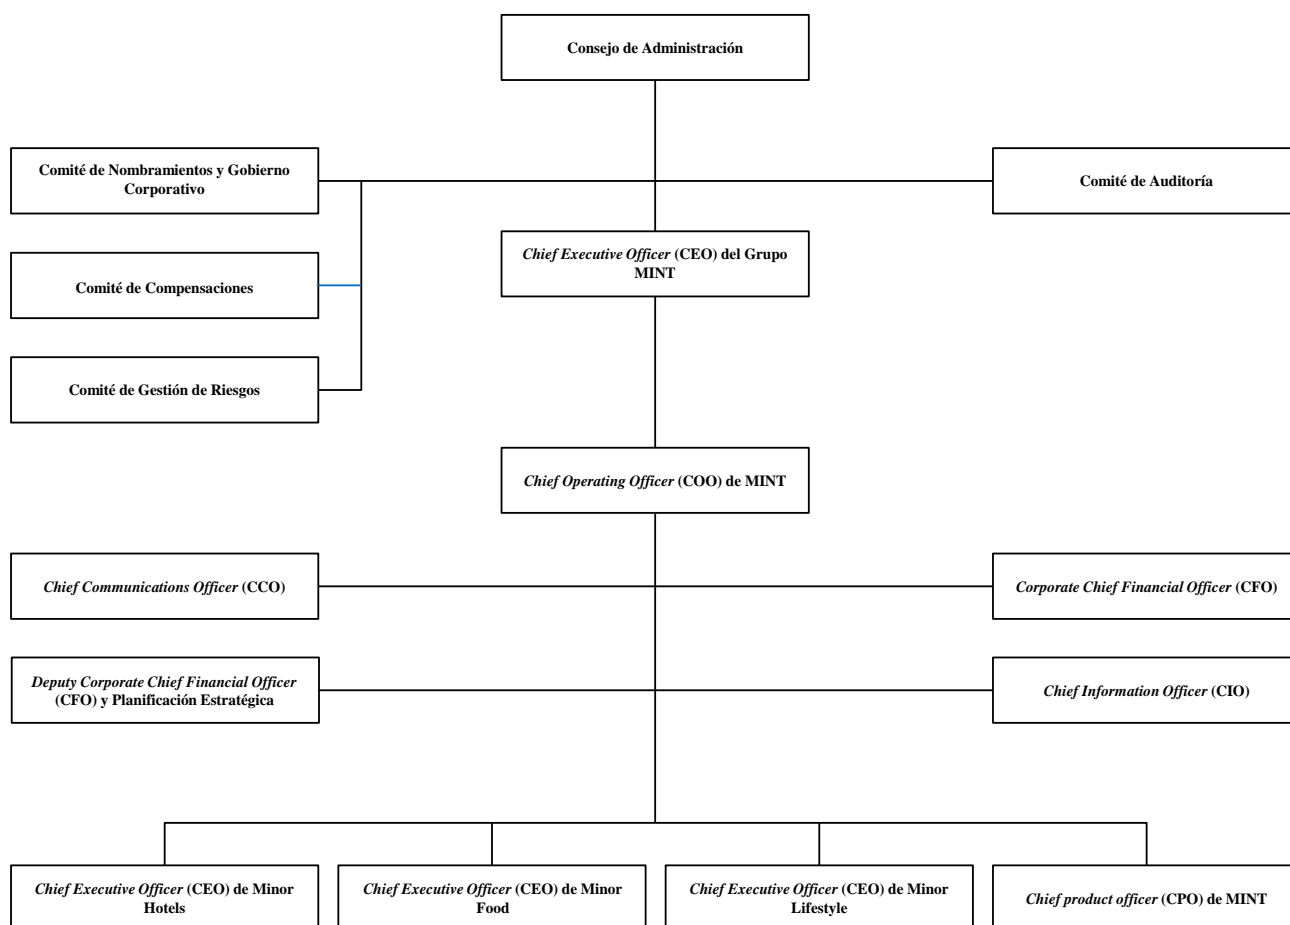 Consejo de Administración
Comité de Nombramientos y Gobierno
Corporativo
Comité de Auditoría
Chief Executive Officer (CEO) del Grupo
MINT
Comité de Compensaciones
Comité de Gestión de Riesgos
Chief Operating Officer (COO) de MINT
Chief Communications Officer (CCO)
Corporate Chief Financial Officer (CFO)
Deputy Corporate Chief Financial Officer
(CFO) y Planificación Estratégica
Chief Information Officer (CIO)
Chief Executive Officer (CEO) de Minor
Hotels
Chief Executive Officer (CEO) de Minor
Food
Chief Executive Officer (CEO) de Minor
Lifestyle
Chief product officer (CPO) de MINT